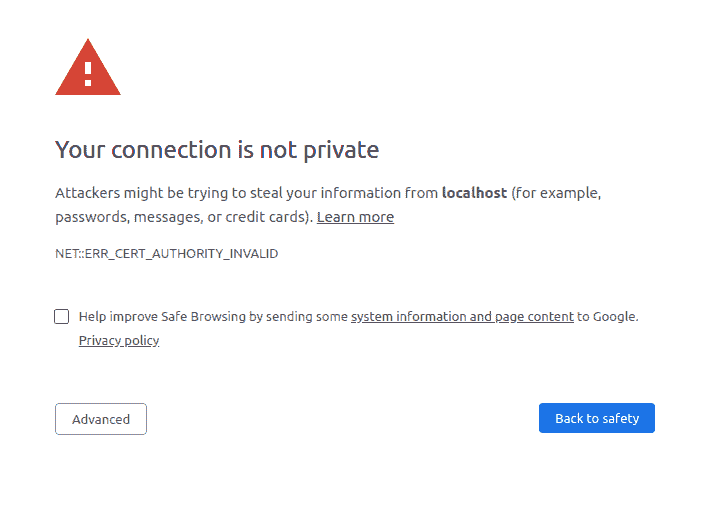 Your connection is not private
Attackers might be trying to steal your information from localhost (for example,
passwords, messages, or credit cards). Learn more
NET::ERR_CERT_AUTHORITY_INVALID
Help improve Safe Browsing by sending some system information and page content to Google.
Privacy policy
Advanced
Back to safety